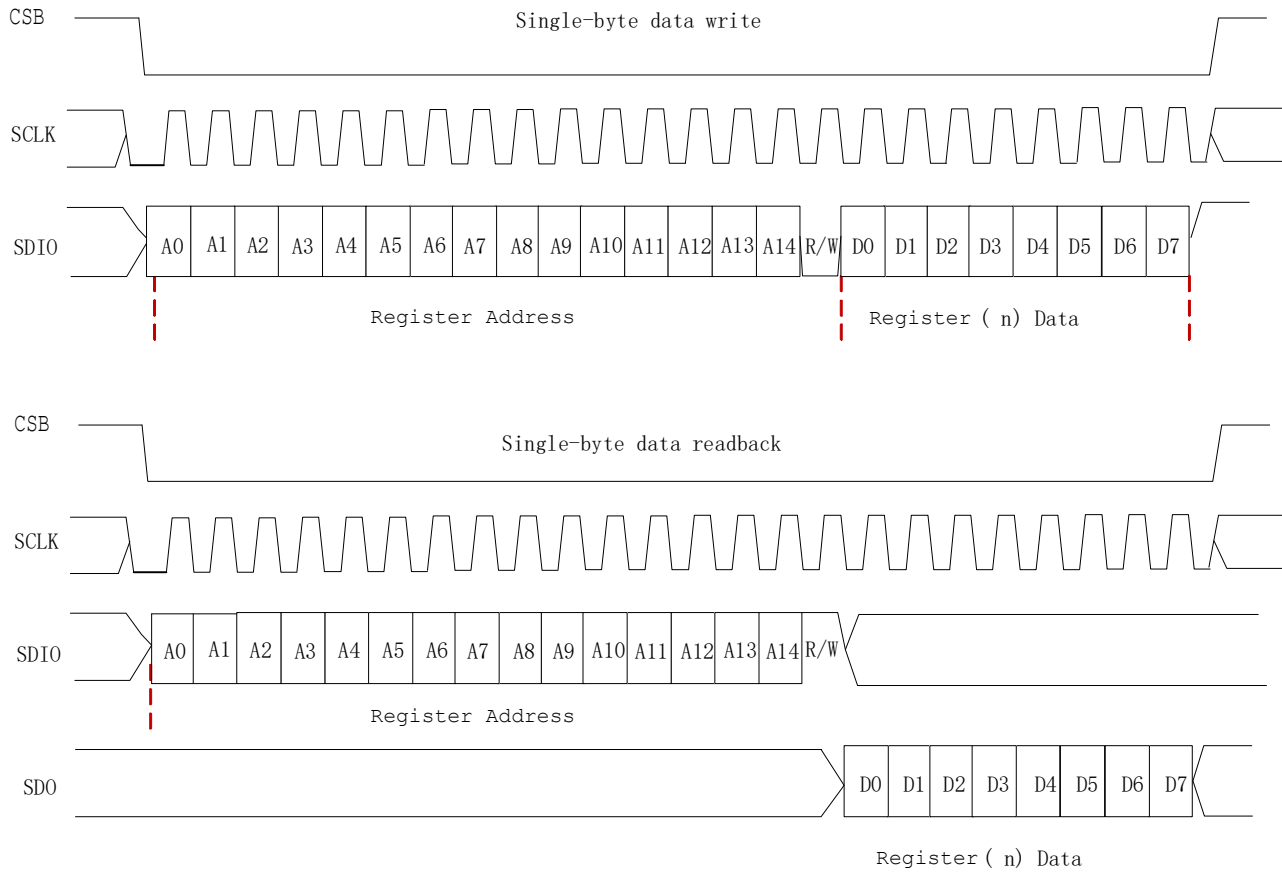 CSB
Single-byte data write
SCLK
SDIO A0 A1 A2 A3 A4 A5 A6 A7 A8 A9 A10 A11 A12 A13 A14 R/W D0 D1 D2 D3 D4 D5 D6 D7
Register Address Register ( n) Data
CSB
Single-byte data readback
SCLK
SDIO A0 A1 A2 A3 A4 A5 A6 A7 A8 A9 A10 A11 A12 A13 A14 R/W
Register Address
SDO D0 D1 D2 D3 D4 D5 D6 D7
Register ( n) Data